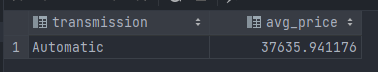 transmission avg_price
1 Automatic 37635.941176